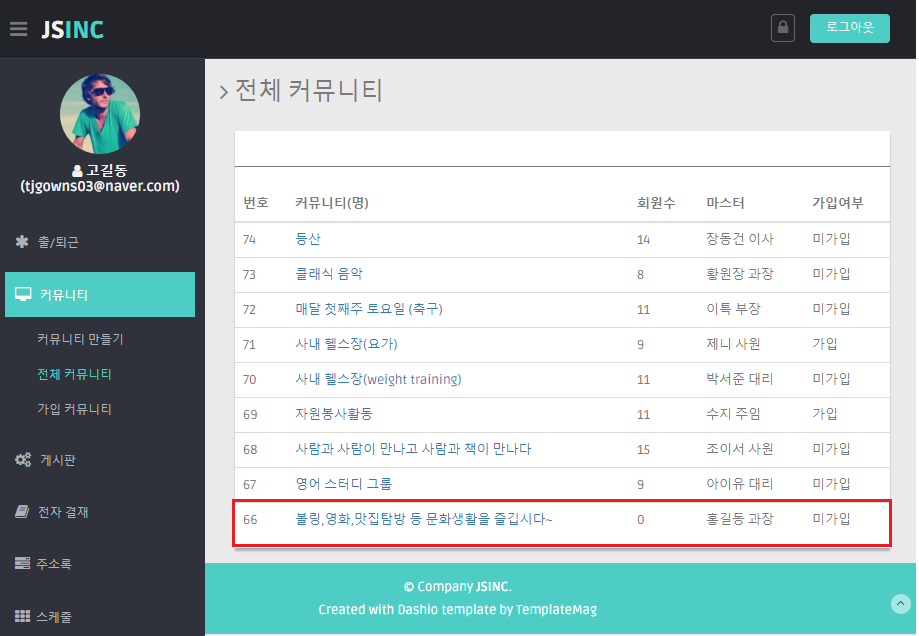 JSINC
로그아웃
고길동
(tjgowns03@naver.com)
출/퇴근
커뮤니티
커뮤니티 만들기
전체 커뮤니티
가입 커뮤니티
게시판
전자 결재
주소록
스케줄
전체 커뮤니티
번호 커뮤니티(명) 회원수 마스터 가입여부
74 등산 14 장동건 이사 미가입
73 클래식 음악 8 황원장 과장 미가입
72 매달 첫째주 토요일 (축구) 11 이특 부장 미가입
71 사내 헬스장(요가) 9 제니 사원 가입
70 사내 헬스장(weight training) 11 박서준 대리 미가입
69 자원봉사활동 11 수지 주임 가입
68 사람과 사람이 만나고 사람과 책이 만나다 15 조이서 사원 미가입
67 영어 스터디 그룹 9 아이유 대리 미가입
66 볼링,영화,맛집탐방 등 문화생활을 즐깁시다~ 0 홍길동 과장 미가입
© Company JSINC.
Created with Dashio template by TemplateMag